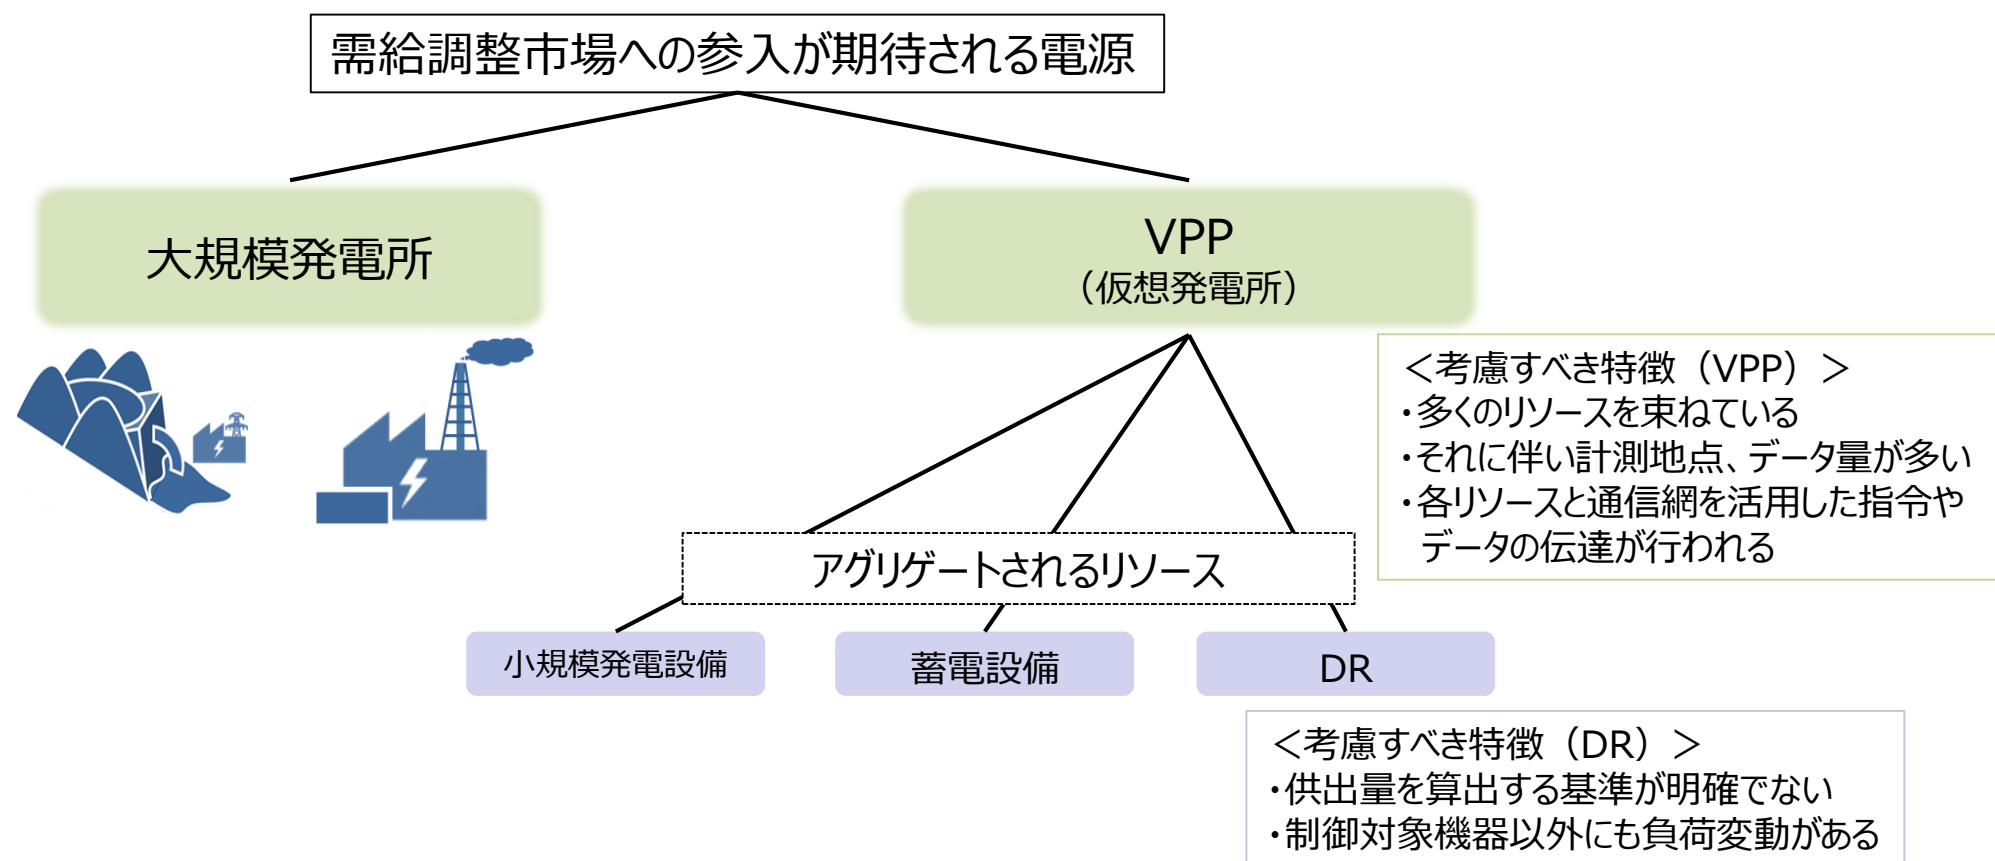 需給調整市場への参入が期待される電源
大規模発電所
VPP
（仮想発電所）
＜考慮すべき特徴（VPP）＞
・多くのリソースを束ねている
・それに伴い計測地点、データ量が多い
・各リソースと通信網を活用した指令や
データの伝達が行われる
アグリゲートされるリソース
小規模発電設備
蓄電設備
DR
＜考慮すべき特徴（DR）＞
・供出量を算出する基準が明確でない
・制御対象機器以外にも負荷変動がある